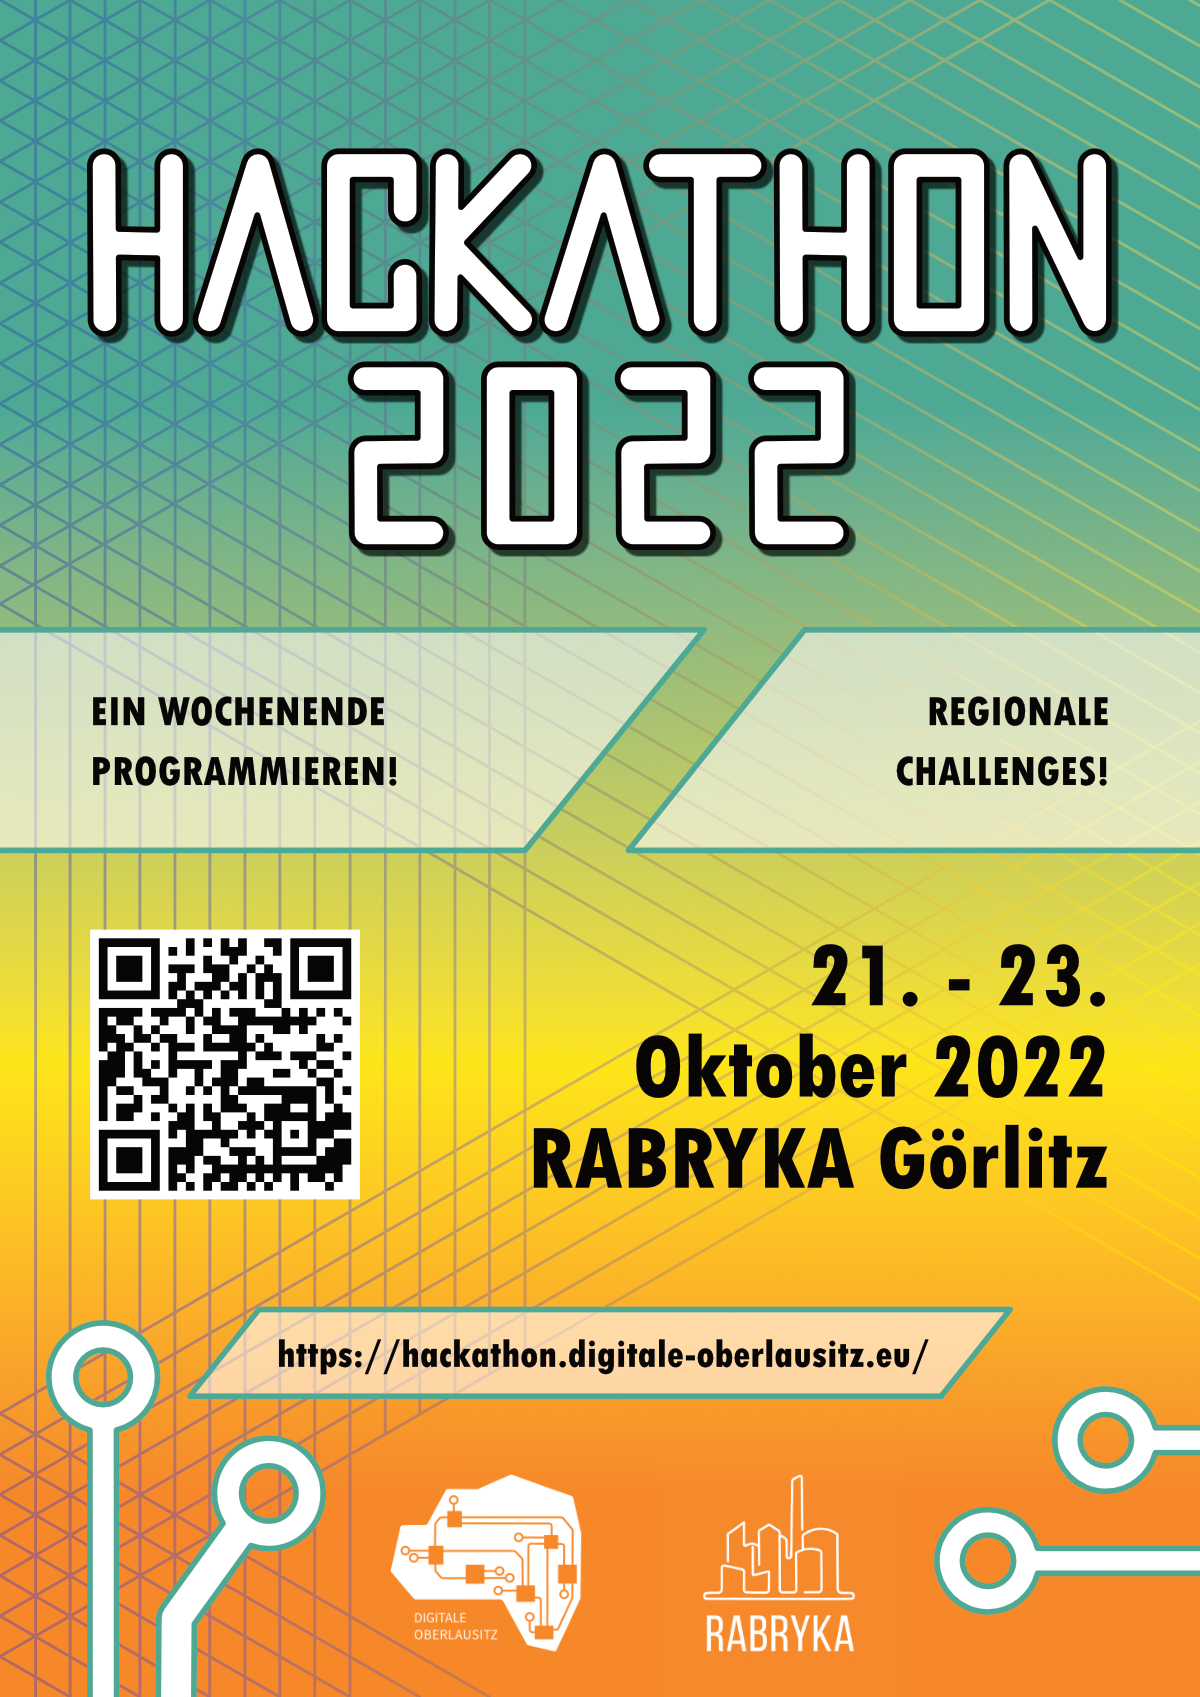 HACKATHON
2022
EIN WOCHENENDE
PROGRAMMIEREN!
REGIONALE
CHALLENGES!
21. - 23.
Oktober 2022
RABRYKA Görlitz
https://hackathon.digitale-oberlausitz.eu/
DIGITALE
OBERLAUSITZ
RABRYKA